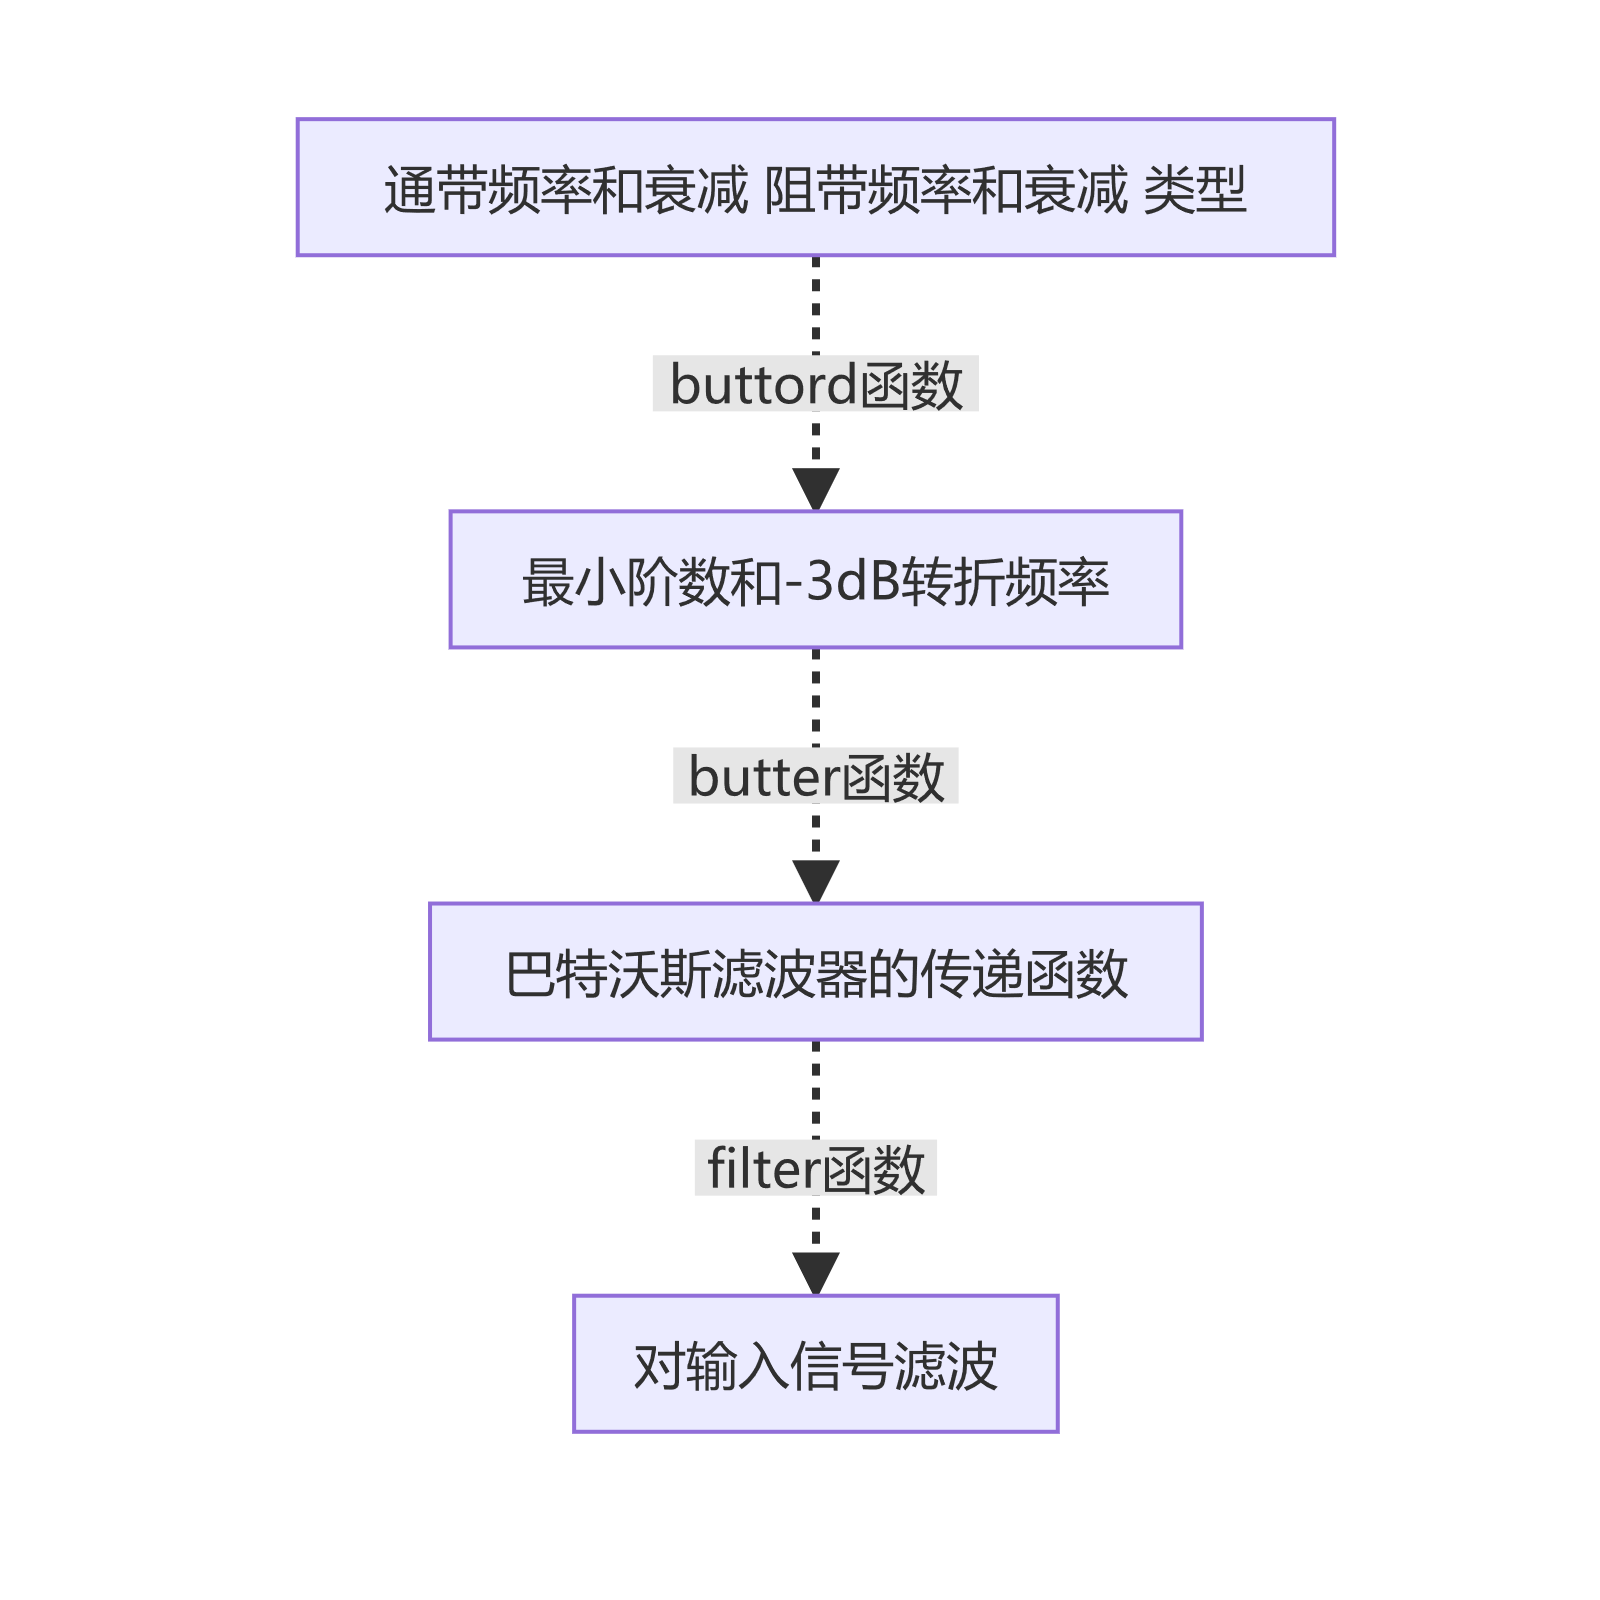 通带频率和衰减 阻带频率和衰减 类型
buttord函数
最小阶数和-3dB转折频率
butter函数
巴特沃斯滤波器的传递函数
filter函数
对输入信号滤波